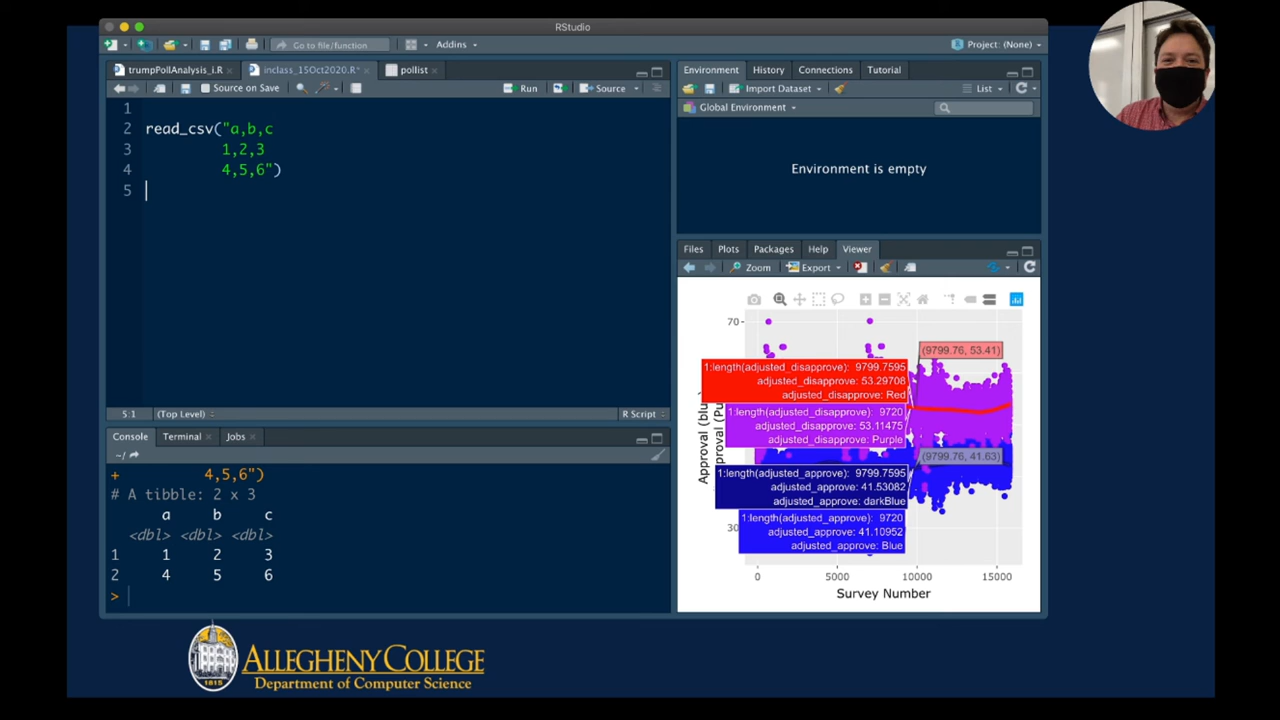 RStudio
Go to file/function
Addins
Project: (None)
trumpPollAnalysis_i.R
inclass_15Oct2020.R*
pollist
Source on Save
Run
Source
1
2 read_csv("a,b,c
3 1,2,3
4 4,5,6")
5
5:1 (Top Level)
R Script
Console Terminal Jobs
~/
+ 4,5,6")
# A tibble: 2 x 3
a b c
<dbl> <dbl> <dbl>
1 1 2 3
2 4 5 6
>
Environment History Connections Tutorial
Import Dataset
List
Global Environment
Environment is empty
Files Plots Packages Help Viewer
Zoom
Export
70
(9799.76, 53.41)
1:length(adjusted_disapprove): 9799.7595
adjusted_disapprove: 53.29708
adjusted_disapprove: Red
1:length(adjusted_disapprove): 9720
adjusted_disapprove: 53.11475
adjusted_disapprove: Purple
(9799.76, 41.63)
1:length(adjusted_approve): 9799.7595
adjusted_approve: 41.53082
adjusted_approve: darkBlue
1:length(adjusted_approve): 9720
adjusted_approve: 41.10952
adjusted_approve: Blue
Approval (blu
pproval (Pu
30
0 5000 10000 15000
Survey Number
1815
ALLEGHENY COLLEGE
Department of Computer Science